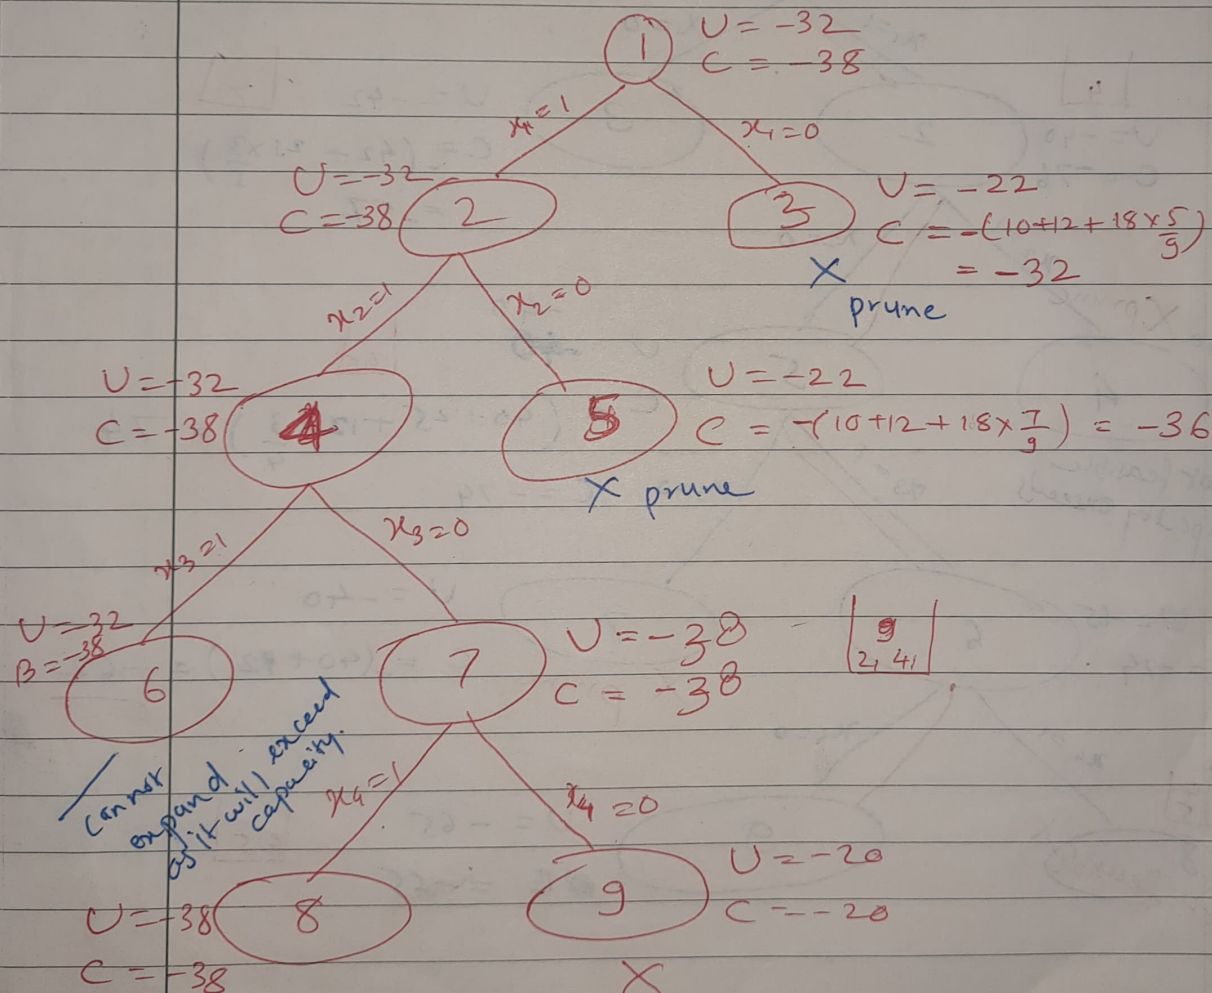 1
U = -32
C = -38
x₁=1
x₁=0
U = -32
C = -38
2
3
U = -22
C = -(10+12+18×5/9)
= -32
X
prune
x₂=1
x₂=0
U = -32
C = -38
4
5
U = -22
C = -(10+12+18×7/9) = -36
X prune
x₃=1
x₃=0
U = -32
B = -38
6
7
U = -38
C = -38
9
2, 4,
cannot
expand
as it will exceed
capacity.
x₄=1
x₄=0
U = -38
C = -38
8
9
U = -20
C = -20
X